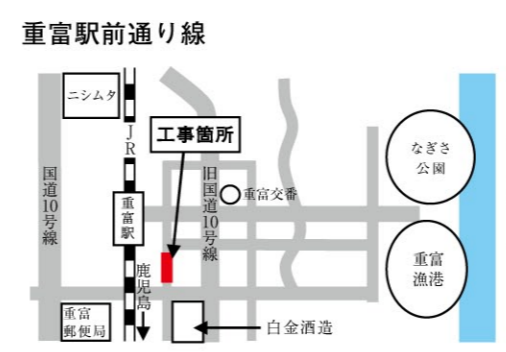 重富駅前通り線
ニシムタ
JR
工事箇所
なぎさ
公園
国道10号線
旧国道10号線
重富交番
重富駅
重富
漁港
鹿児島
重富
郵便局
白金酒造